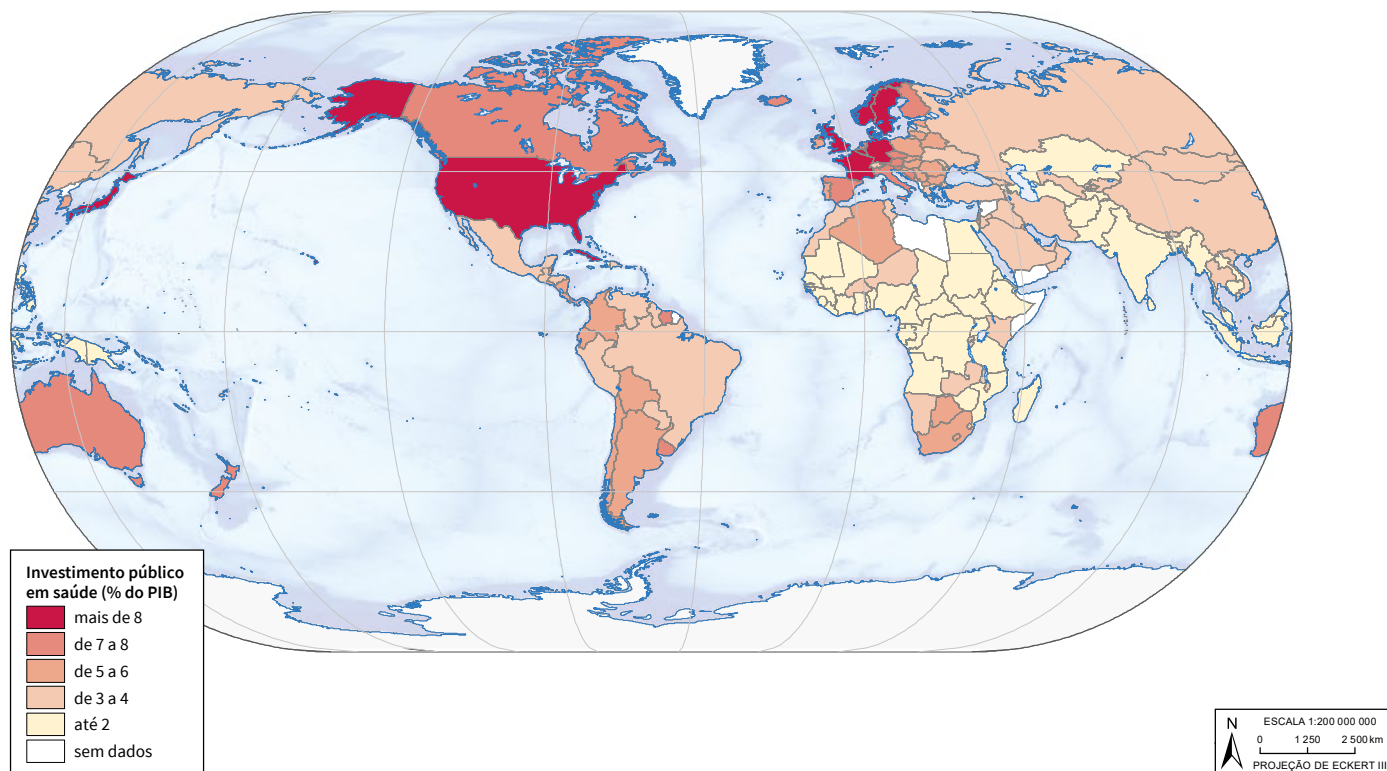 Investimento público
em saúde (% do PIB)
mais de 8
de 7 a 8
de 5 a 6
de 3 a 4
até 2
sem dados
N
ESCALA 1:200 000 000
0 1 250 2 500 km
PROJEÇÃO DE ECKERT III